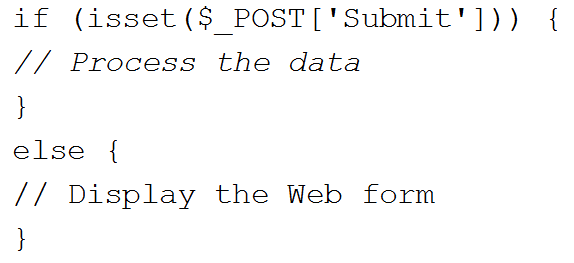 if (isset($_POST['Submit'])) {
// Process the data
}
else {
// Display the Web form
}